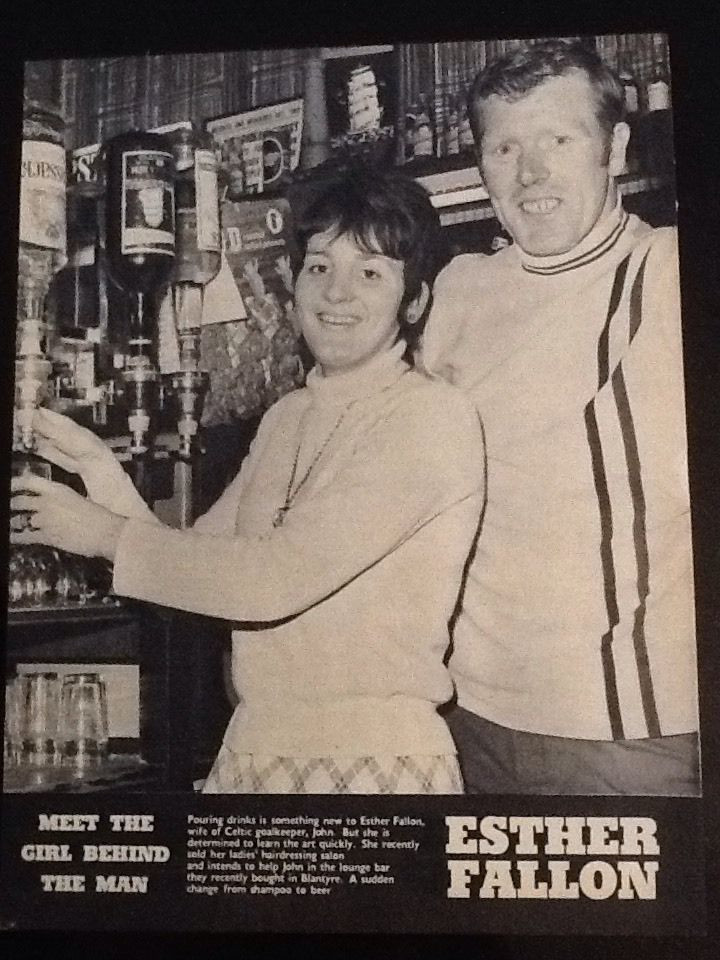 MEET THE
GIRL BEHIND
THE MAN
Pouring drinks is something new to Esther Fallon,
wife of Celtic goalkeeper, John. But she is
determined to learn the art quickly. She recently
sold her ladies' hairdressing salon
and intends to help John in the lounge bar
they recently bought in Blantyre. A sudden
change from shampoo to beer
ESTHER
FALLON